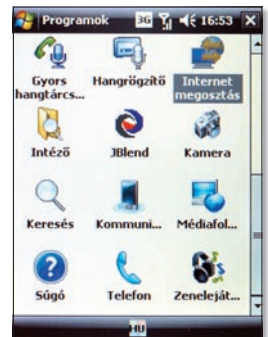 Programok 3G 16:53
Gyors hangtárcs... Hangrögzítő Internet megosztás
Intéző JBlend Kamera
Keresés Kommuni... Médiafol...
Súgó Telefon Zeneleját...
HU